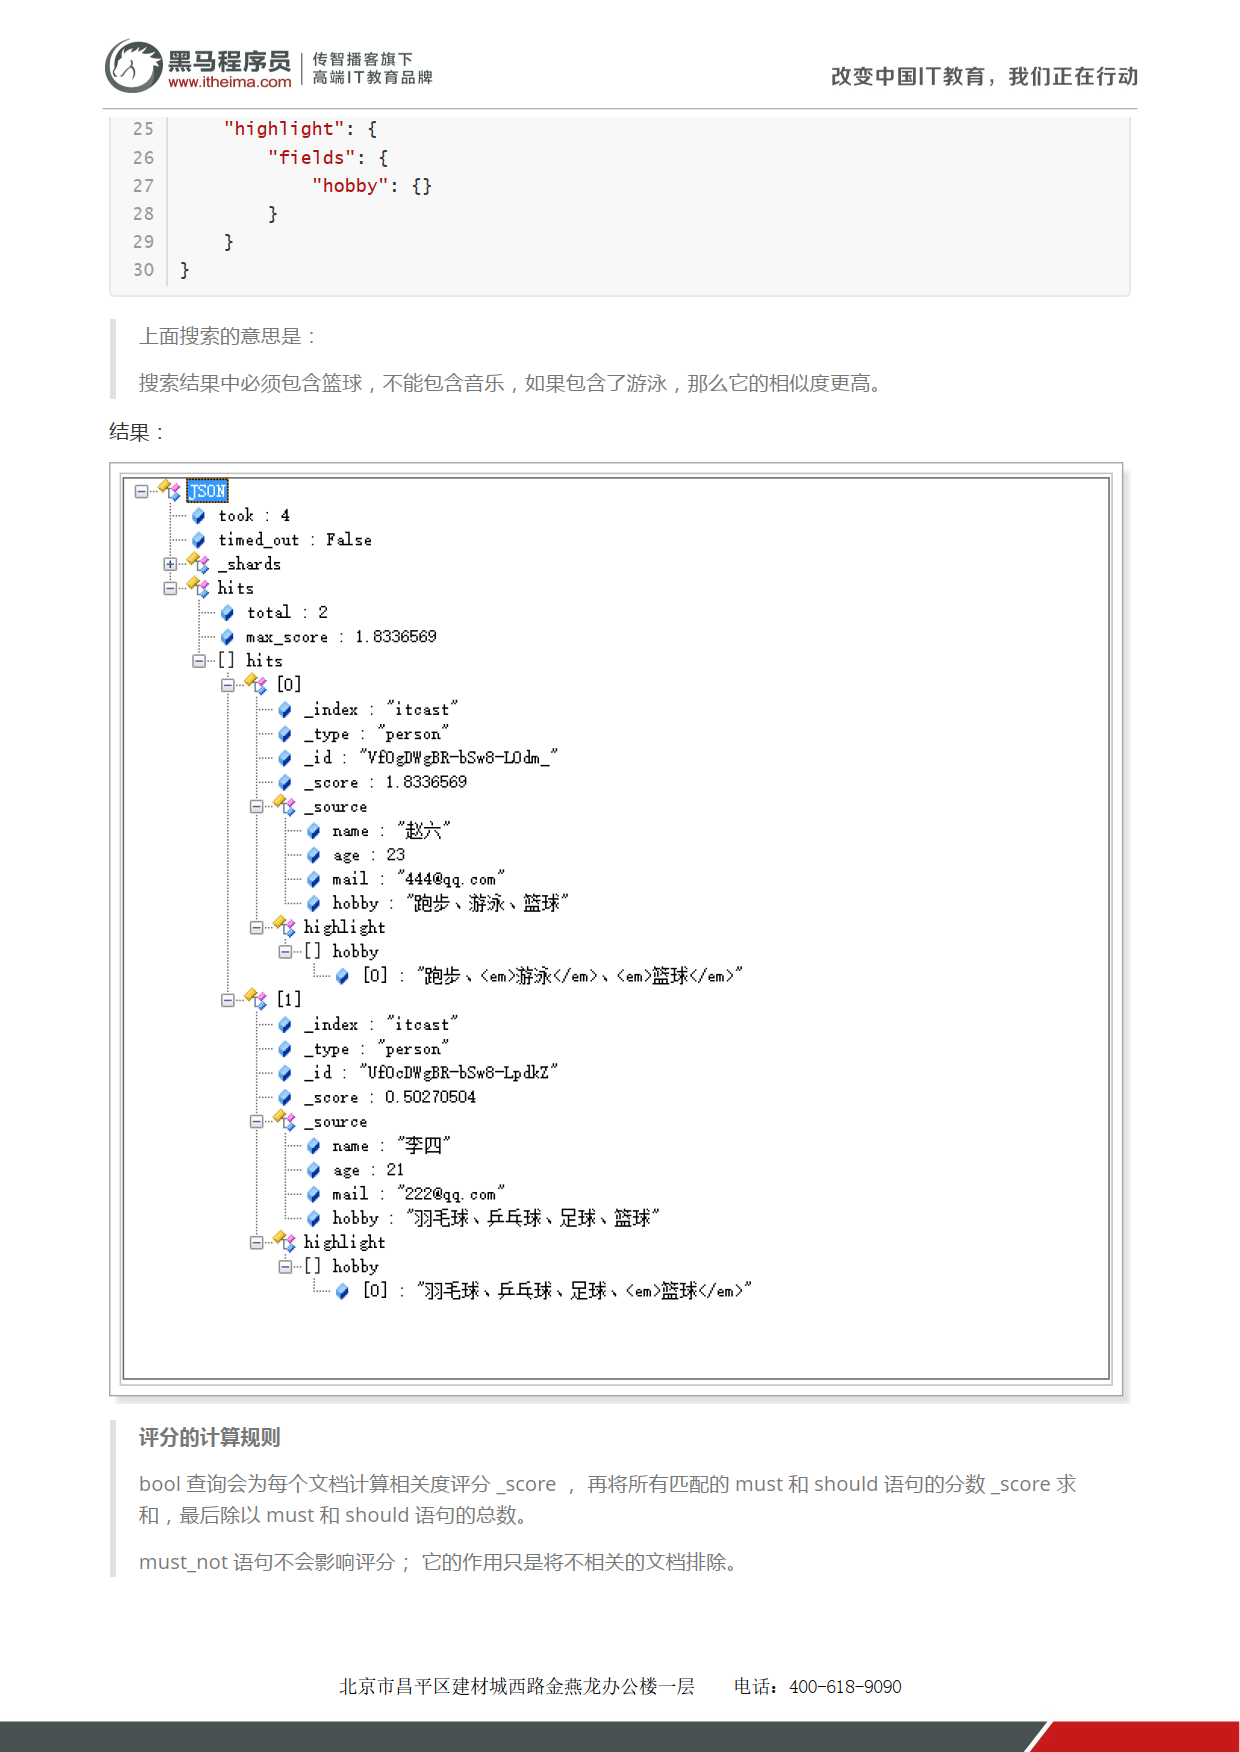 黑马程序员
www.itheima.com
传智播客旗下
高端IT教育品牌
改变中国IT教育，我们正在行动
25 "highlight": {
26 "fields": {
27 "hobby": {}
28 }
29 }
30 }
上面搜索的意思是：
搜索结果中必须包含篮球，不能包含音乐，如果包含了游泳，那么它的相似度更高。
结果：
JSON
took : 4
timed_out : False
_shards
hits
total : 2
max_score : 1.8336569
[] hits
[0]
_index : "itcast"
_type : "person"
_id : "VfOgDWgBR-bSw8-LOdm_"
_score : 1.8336569
_source
name : "赵六"
age : 23
mail : "444@qq.com"
hobby : "跑步、游泳、篮球"
highlight
[] hobby
[0] : "跑步、<em>游泳</em>、<em>篮球</em>"
[1]
_index : "itcast"
_type : "person"
_id : "UfOcDWgBR-bSw8-LpdkZ"
_score : 0.50270504
_source
name : "李四"
age : 21
mail : "222@qq.com"
hobby : "羽毛球、乒乓球、足球、篮球"
highlight
[] hobby
[0] : "羽毛球、乒乓球、足球、<em>篮球</em>"
评分的计算规则
bool 查询会为每个文档计算相关度评分 _score ， 再将所有匹配的 must 和 should 语句的分数 _score 求
和，最后除以 must 和 should 语句的总数。
must_not 语句不会影响评分； 它的作用只是将不相关的文档排除。
北京市昌平区建材城西路金燕龙办公楼一层 电话：400-618-9090